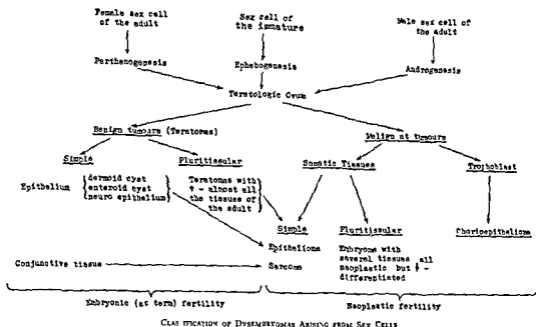 Female sex cell
of the adult
Sex cell of
the immature
Male sex cell of
the adult
Parthenogenesis
Ephebogenesis
Androgenesis
Teratologic Ovum
Benign tumours (Teratomas)
Malignant tumours
Simple
Pluritissular
Somatic Tissues
Trophoblast
Epithelium
dermoid cyst
enteroid cyst
neuro epithelium
Teratomas with
+ - almost all
the tissues of
the adult
Simple
Pluritissular
Chorioepithelioma
Epithelioma
Embryoms with
several tissues all
neoplastic but + -
differentiated
Conjunctive tissue
Sarcoma
Embryonic (at term) fertility
Neoplastic fertility
CLASSIFICATION OF DYSEMBRYOMAS ARISING FROM SEX CELLS